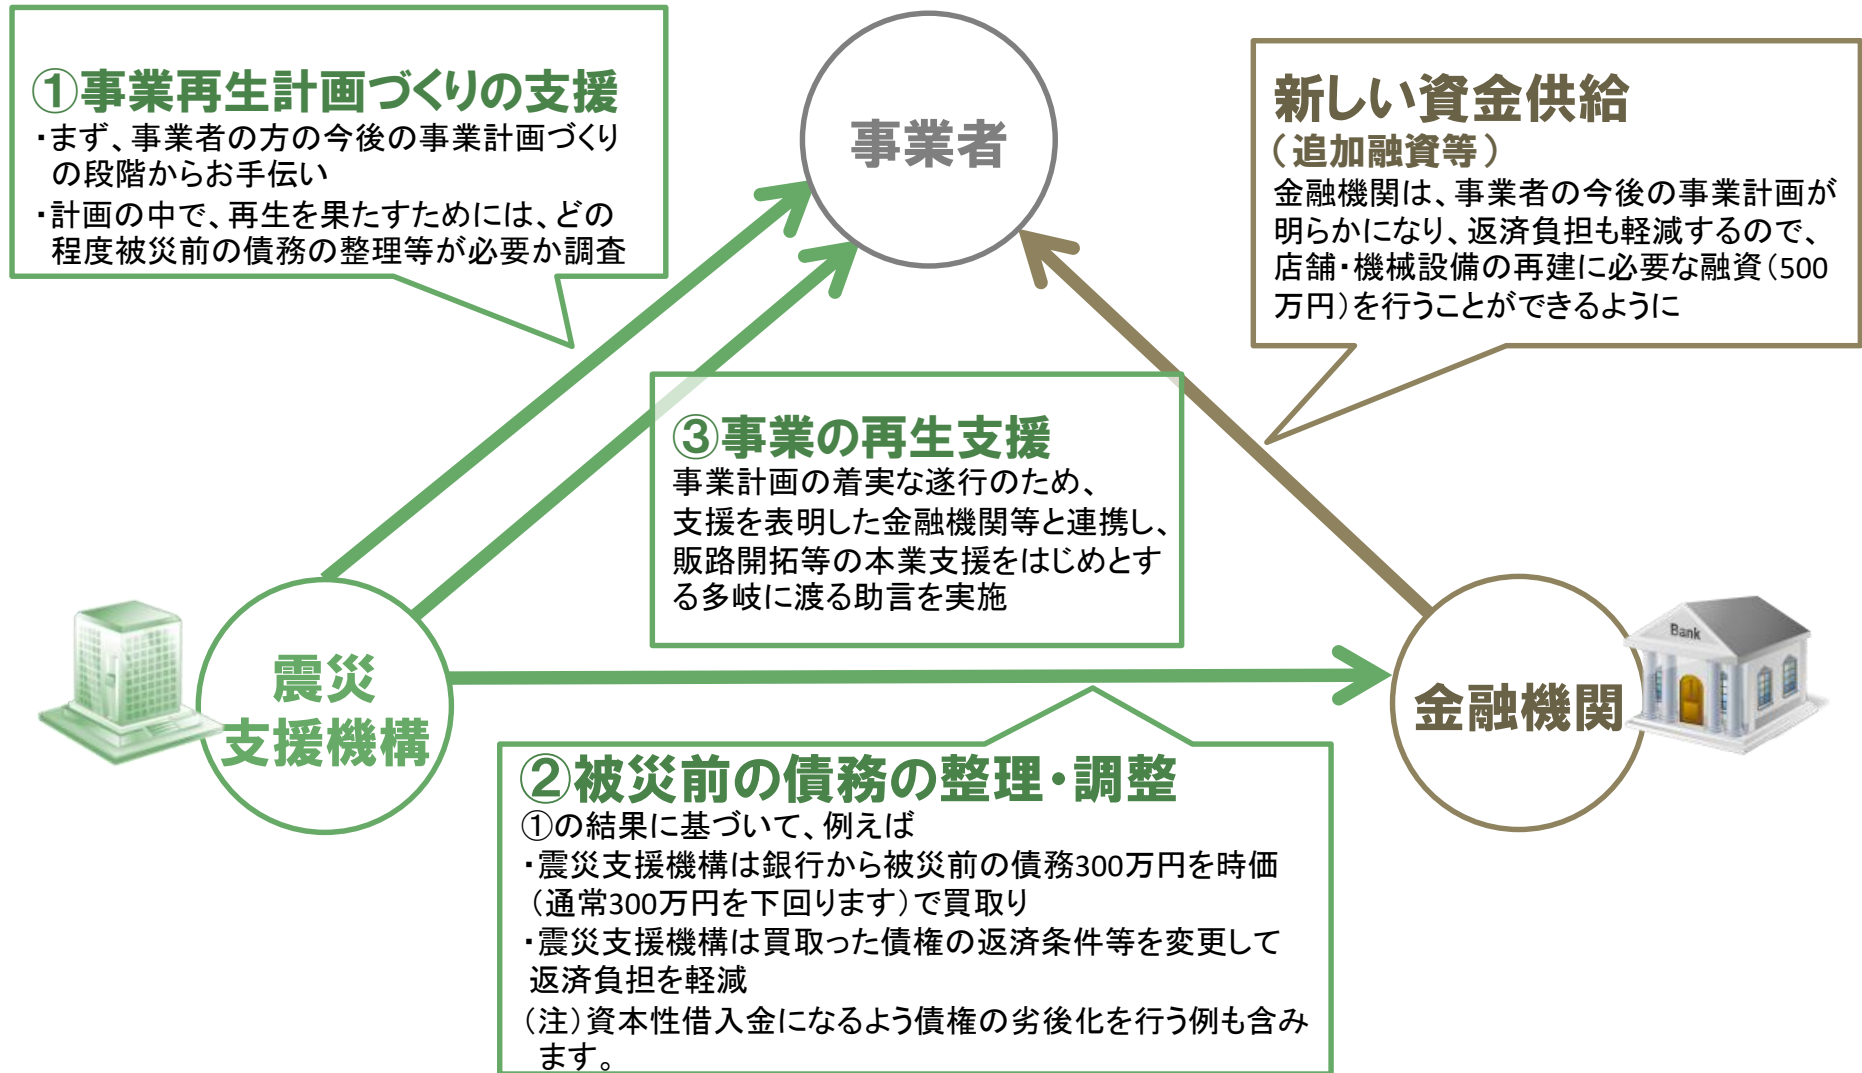 ①事業再生計画づくりの支援
・まず、事業者の方の今後の事業計画づくり
の段階からお手伝い
・計画の中で、再生を果たすためには、どの
程度被災前の債務の整理等が必要か調査
事業者
新しい資金供給
（追加融資等）
金融機関は、事業者の今後の事業計画が
明らかになり、返済負担も軽減するので、
店舗・機械設備の再建に必要な融資（500
万円）を行うことができるように
③事業の再生支援
事業計画の着実な遂行のため、
支援を表明した金融機関等と連携し、
販路開拓等の本業支援をはじめとす
る多岐に渡る助言を実施
震災
支援機構
Bank
金融機関
②被災前の債務の整理・調整
①の結果に基づいて、例えば
・震災支援機構は銀行から被災前の債務300万円を時価
（通常300万円を下回ります）で買取り
・震災支援機構は買取った債権の返済条件等を変更して
返済負担を軽減
（注）資本性借入金になるよう債権の劣後化を行う例も含み
ます。